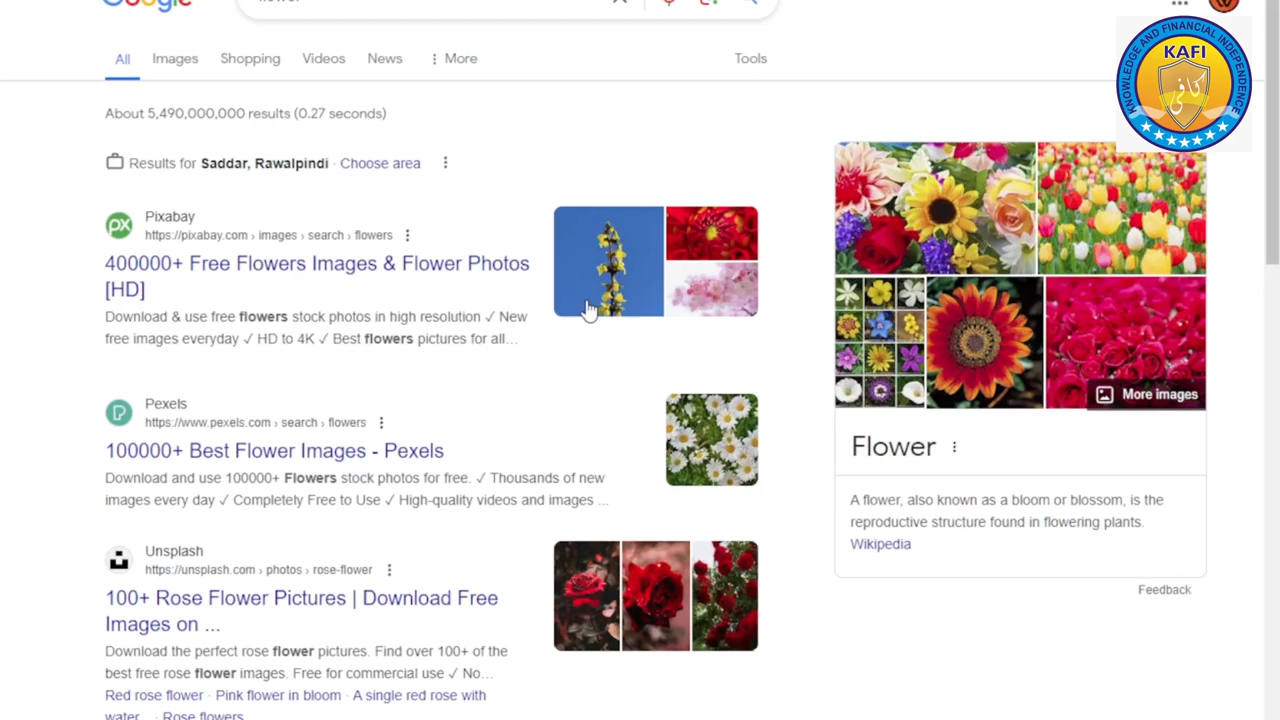 Google
flower
All Images Shopping Videos News More Tools
About 5,490,000,000 results (0.27 seconds)
Results for Saddar, Rawalpindi · Choose area
Pixabay
https://pixabay.com › images › search › flowers
400000+ Free Flowers Images & Flower Photos
[HD]
Download & use free flowers stock photos in high resolution ✓ New
free images everyday ✓ HD to 4K ✓ Best flowers pictures for all...
Pexels
https://www.pexels.com › search › flowers
100000+ Best Flower Images - Pexels
Download and use 100000+ Flowers stock photos for free. ✓ Thousands of new
images every day ✓ Completely Free to Use ✓ High-quality videos and images ...
Unsplash
https://unsplash.com › photos › rose-flower
100+ Rose Flower Pictures | Download Free
Images on ...
Download the perfect rose flower pictures. Find over 100+ of the
best free rose flower images. Free for commercial use ✓ No...
Red rose flower · Pink flower in bloom · A single red rose with
water... · Rose flowers
KNOWLEDGE AND FINANCIAL INDEPENDENCE
KAFI
کافی
More images
Flower
A flower, also known as a bloom or blossom, is the
reproductive structure found in flowering plants.
Wikipedia
Feedback